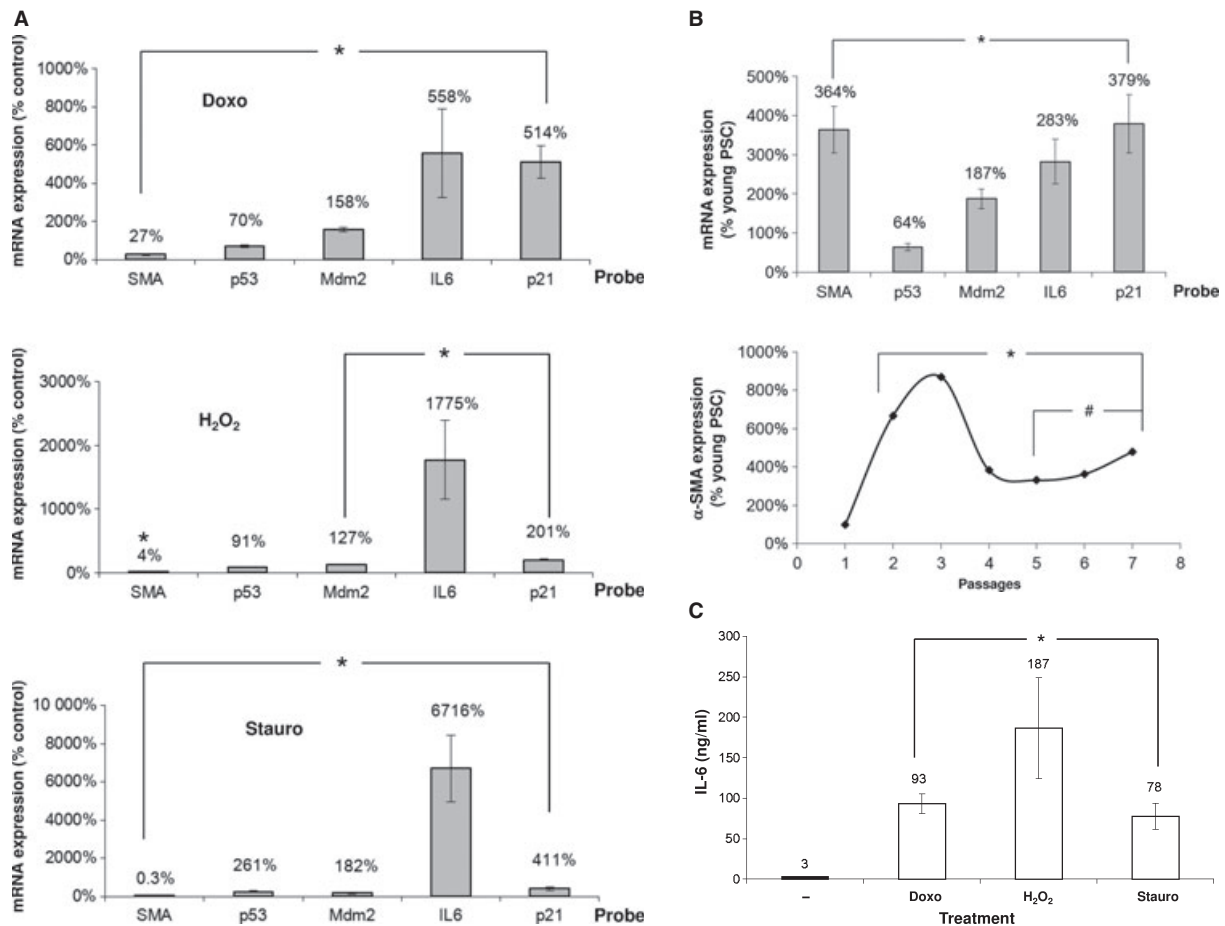 A
mRNA expression (% control)
1000%
800%
600%
400%
200%
0%
Doxo
*
27%
70%
158%
558%
514%
SMA
p53
Mdm2
IL6
p21
Probe
mRNA expression (% control)
3000%
2000%
1000%
0%
H₂O₂
*
*
4%
91%
127%
1775%
201%
SMA
p53
Mdm2
IL6
p21
Probe
mRNA expression (% control)
10 000%
8000%
6000%
4000%
2000%
0%
Stauro
*
0.3%
261%
182%
6716%
411%
SMA
p53
Mdm2
IL6
p21
Probe
B
mRNA expression
(% young PSC)
500%
400%
300%
200%
100%
0%
*
364%
64%
187%
283%
379%
SMA
p53
Mdm2
IL6
p21
Probe
α-SMA expression
(% young PSC)
1000%
800%
600%
400%
200%
0%
*
#
0
1
2
3
4
5
6
7
8
Passages
C
IL-6 (ng/ml)
300
250
200
150
100
50
0
*
3
93
187
78
–
Doxo
H₂O₂
Stauro
Treatment